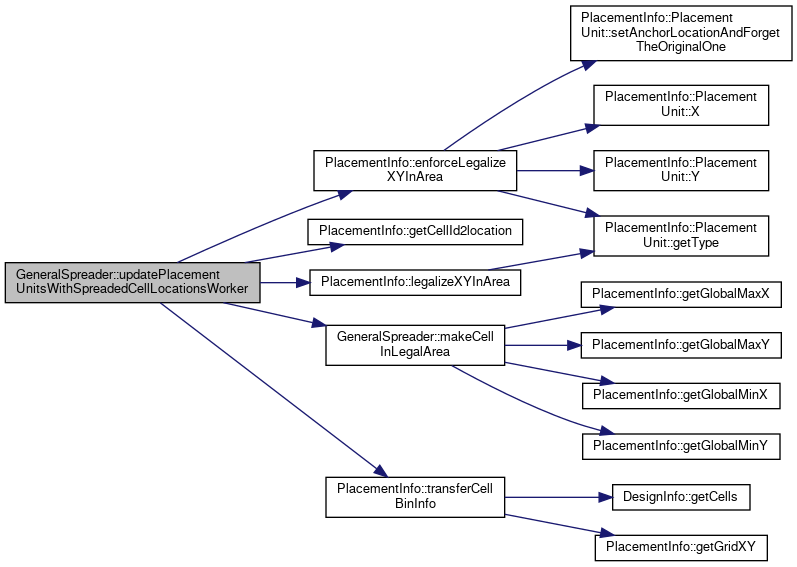 PlacementInfo::Placement
Unit::setAnchorLocationAndForget
TheOriginalOne
PlacementInfo::Placement
Unit::X
PlacementInfo::enforceLegalize
XYInArea
PlacementInfo::Placement
Unit::Y
PlacementInfo::getCellId2location
PlacementInfo::Placement
Unit::getType
GeneralSpreader::updatePlacement
UnitsWithSpreadedCellLocationsWorker
PlacementInfo::legalizeXYInArea
PlacementInfo::getGlobalMaxX
GeneralSpreader::makeCell
InLegalArea
PlacementInfo::getGlobalMaxY
PlacementInfo::getGlobalMinX
PlacementInfo::getGlobalMinY
PlacementInfo::transferCell
BinInfo
DesignInfo::getCells
PlacementInfo::getGridXY